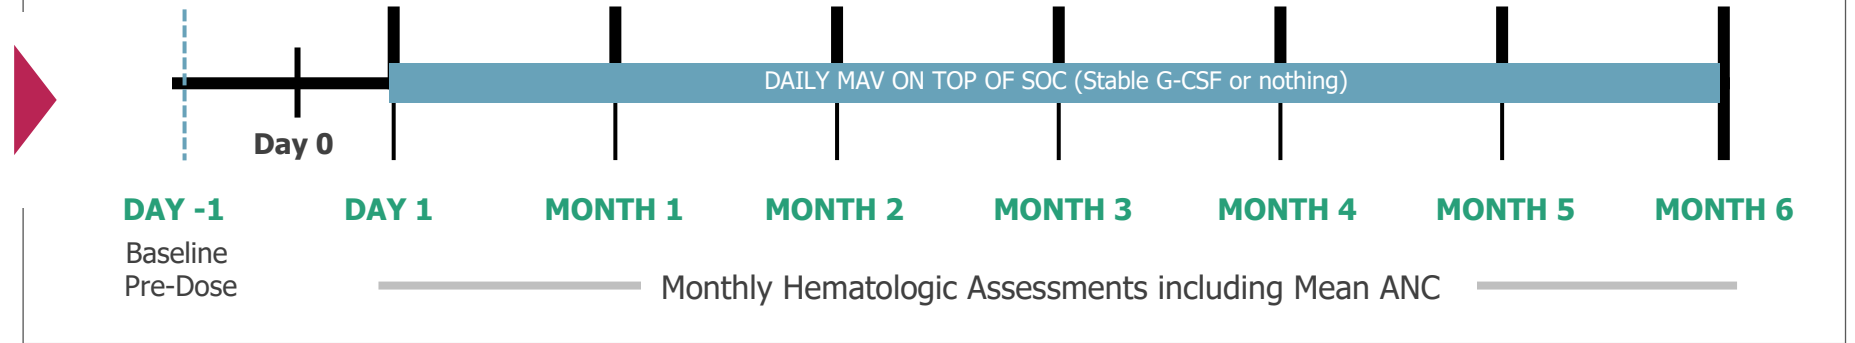 DAILY MAV ON TOP OF SOC (Stable G-CSF or nothing)
Day 0
DAY -1 DAY 1 MONTH 1 MONTH 2 MONTH 3 MONTH 4 MONTH 5 MONTH 6
Baseline
Pre-Dose
Monthly Hematologic Assessments including Mean ANC